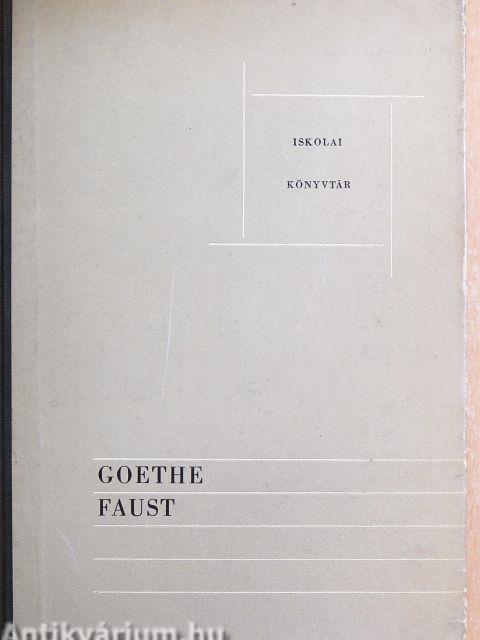 ISKOLAI
KÖNYVTÁR
GOETHE
FAUST
Antikvárium.hu